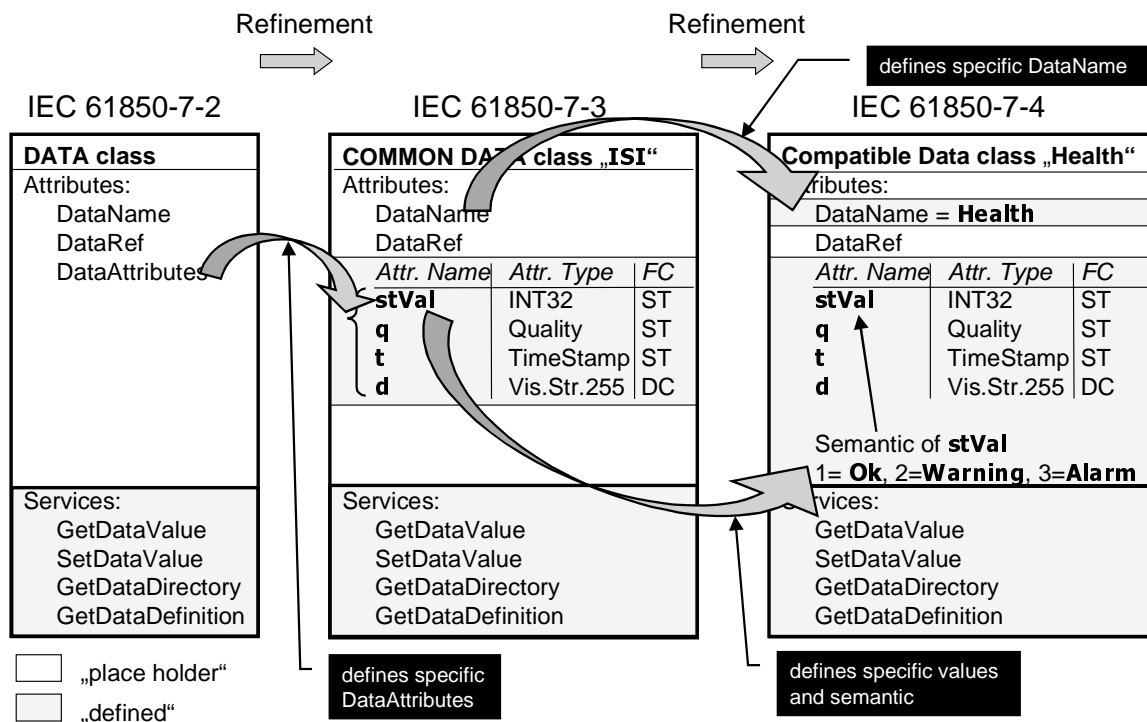 Refinement
Refinement
defines specific DataName
IEC 61850-7-2
IEC 61850-7-3
IEC 61850-7-4
DATA class
Attributes:
DataName
DataRef
DataAttributes
Services:
GetDataValue
SetDataValue
GetDataDirectory
GetDataDefinition
COMMON DATA class „ISI“
Attributes:
DataName
DataRef
Attr. Name Attr. Type FC
stVal INT32 ST
q Quality ST
t TimeStamp ST
d Vis.Str.255 DC
Services:
GetDataValue
SetDataValue
GetDataDirectory
GetDataDefinition
Compatible Data class „Health“
Attributes:
DataName = Health
DataRef
Attr. Name Attr. Type FC
stVal INT32 ST
q Quality ST
t TimeStamp ST
d Vis.Str.255 DC
Semantic of stVal
1= Ok, 2=Warning, 3=Alarm
Services:
GetDataValue
SetDataValue
GetDataDirectory
GetDataDefinition
„place holder“
„defined“
defines specific
DataAttributes
defines specific values
and semantic